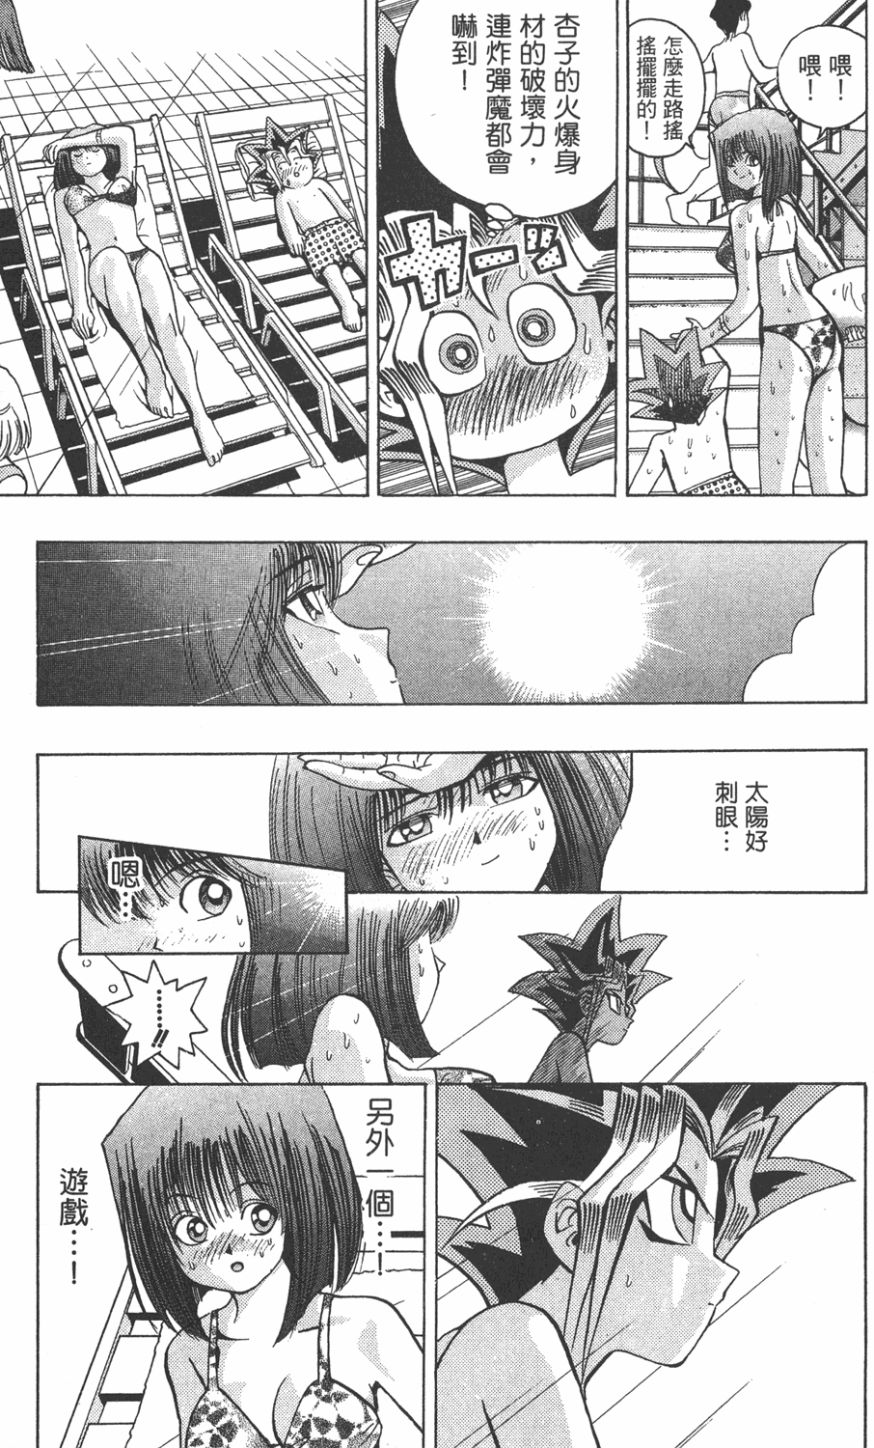 喂！
喂！
怎麼走路搖
搖擺擺的！
杏子的火爆身
材的破壞力，
連炸彈魔都會
嚇到！
カーッ
太陽好
刺眼…
嗯…
……!!
另外一個…！
遊戲…！